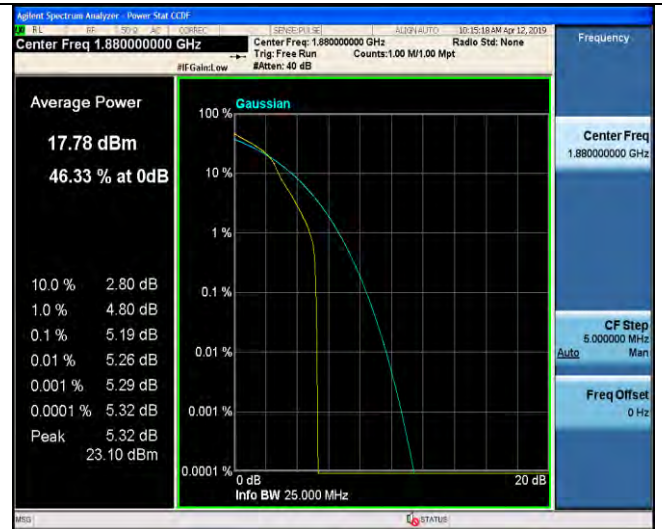 Agilent Spectrum Analyzer - Power Stat CCDF
RL RF 50 Ω AC CORREC SENSE:PULSE ALIGN AUTO 10:15:18 AM Apr 12, 2019
Center Freq 1.880000000 GHz
Center Freq: 1.880000000 GHz Radio Std: None
Trig: Free Run Counts:1.00 M/1.00 Mpt
#IFGain:Low #Atten: 40 dB
Frequency
Average Power
17.78 dBm
46.33 % at 0dB
10.0 % 2.80 dB
1.0 % 4.80 dB
0.1 % 5.19 dB
0.01 % 5.26 dB
0.001 % 5.29 dB
0.0001 % 5.32 dB
Peak 5.32 dB
23.10 dBm
Gaussian
100 %
10 %
1 %
0.1 %
0.01 %
0.001 %
0.0001 %
0 dB 20 dB
Info BW 25.000 MHz
Center Freq
1.880000000 GHz
CF Step
5.000000 MHz
Auto Man
Freq Offset
0 Hz
MSG STATUS